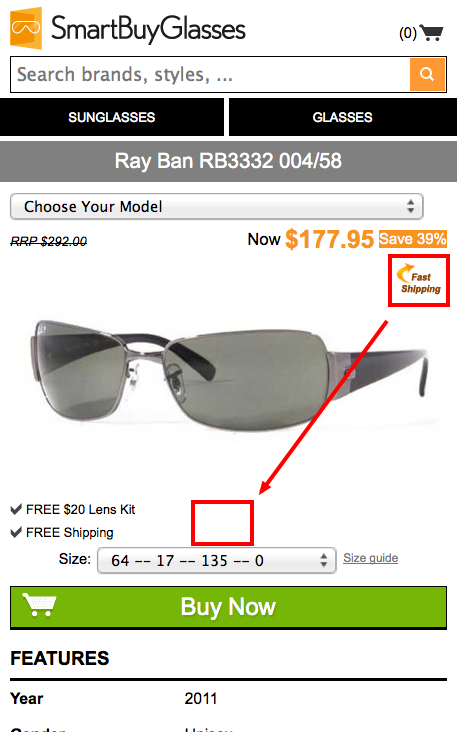 SmartBuyGlasses
(0)
Search brands, styles, ...
SUNGLASSES GLASSES
Ray Ban RB3332 004/58
Choose Your Model
RRP $292.00 Now $177.95 Save 39%
Fast
Shipping
FREE $20 Lens Kit
FREE Shipping
Size: 64 -- 17 -- 135 -- 0 Size guide
Buy Now
FEATURES
Year 2011